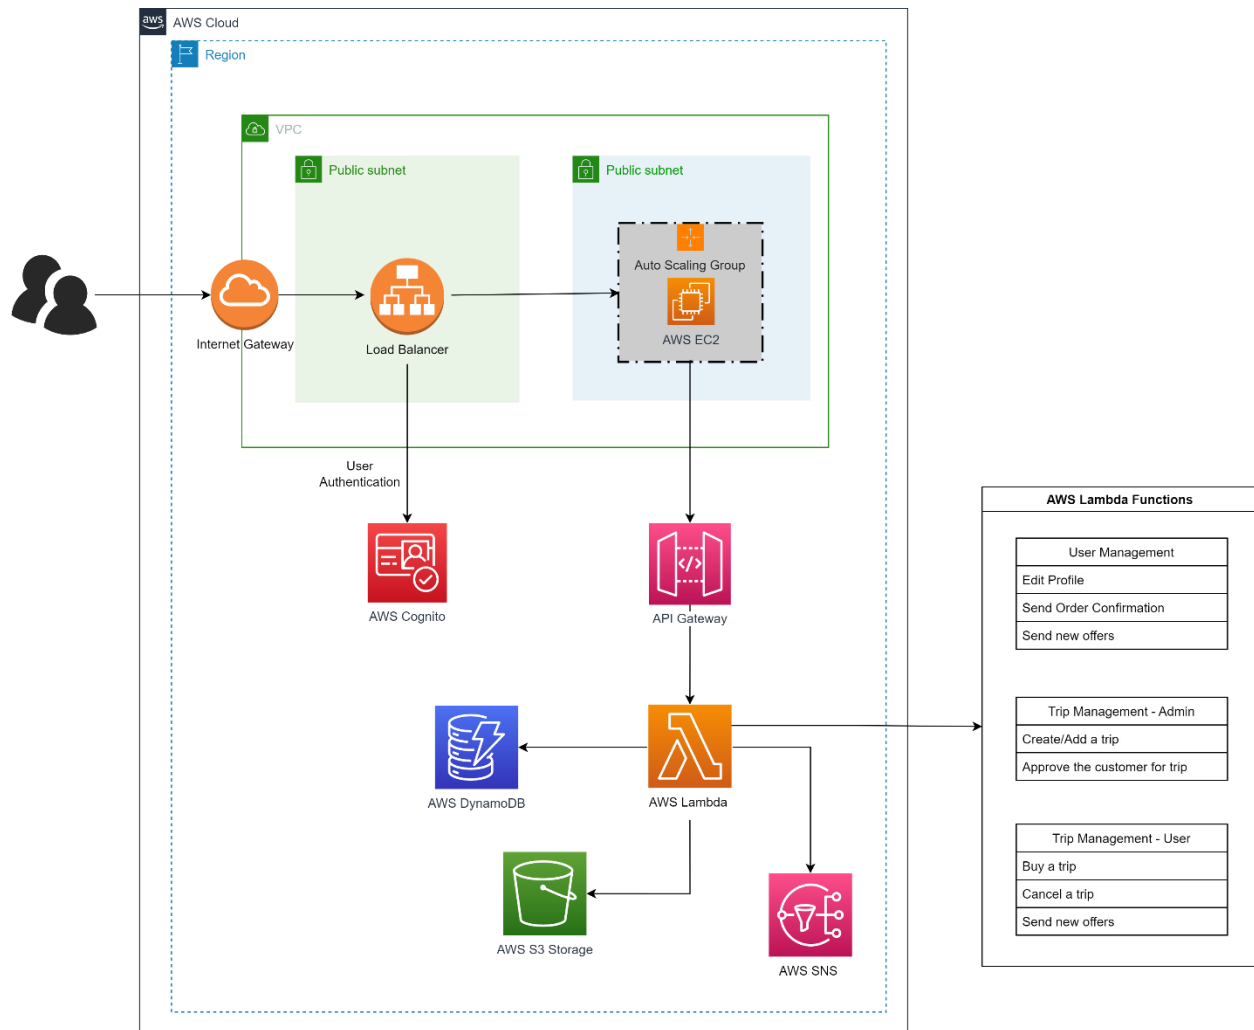 aws
AWS Cloud
Region
VPC
Public subnet
Public subnet
Auto Scaling Group
AWS EC2
Internet Gateway
Load Balancer
User
Authentication
AWS Cognito
API Gateway
AWS DynamoDB
AWS Lambda
AWS S3 Storage
AWS SNS
AWS Lambda Functions
User Management
Edit Profile
Send Order Confirmation
Send new offers
Trip Management - Admin
Create/Add a trip
Approve the customer for trip
Trip Management - User
Buy a trip
Cancel a trip
Send new offers